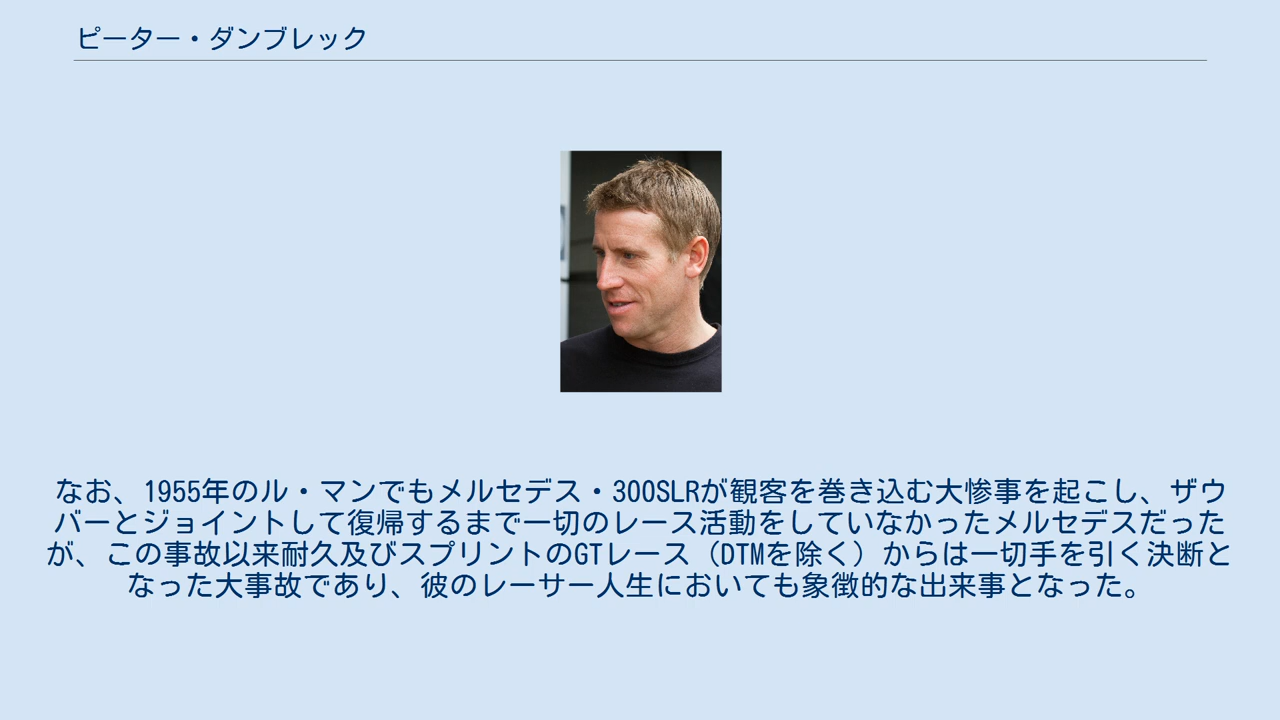 ピーター・ダンブレック
なお、1955年のル・マンでもメルセデス・300SLRが観客を巻き込む大惨事を起こし、ザウ
バーとジョイントして復帰するまで一切のレース活動をしていなかったメルセデスだった
が、この事故以来耐久及びスプリントのGTレース（DTMを除く）からは一切手を引く決断と
なった大事故であり、彼のレーサー人生においても象徴的な出来事となった。